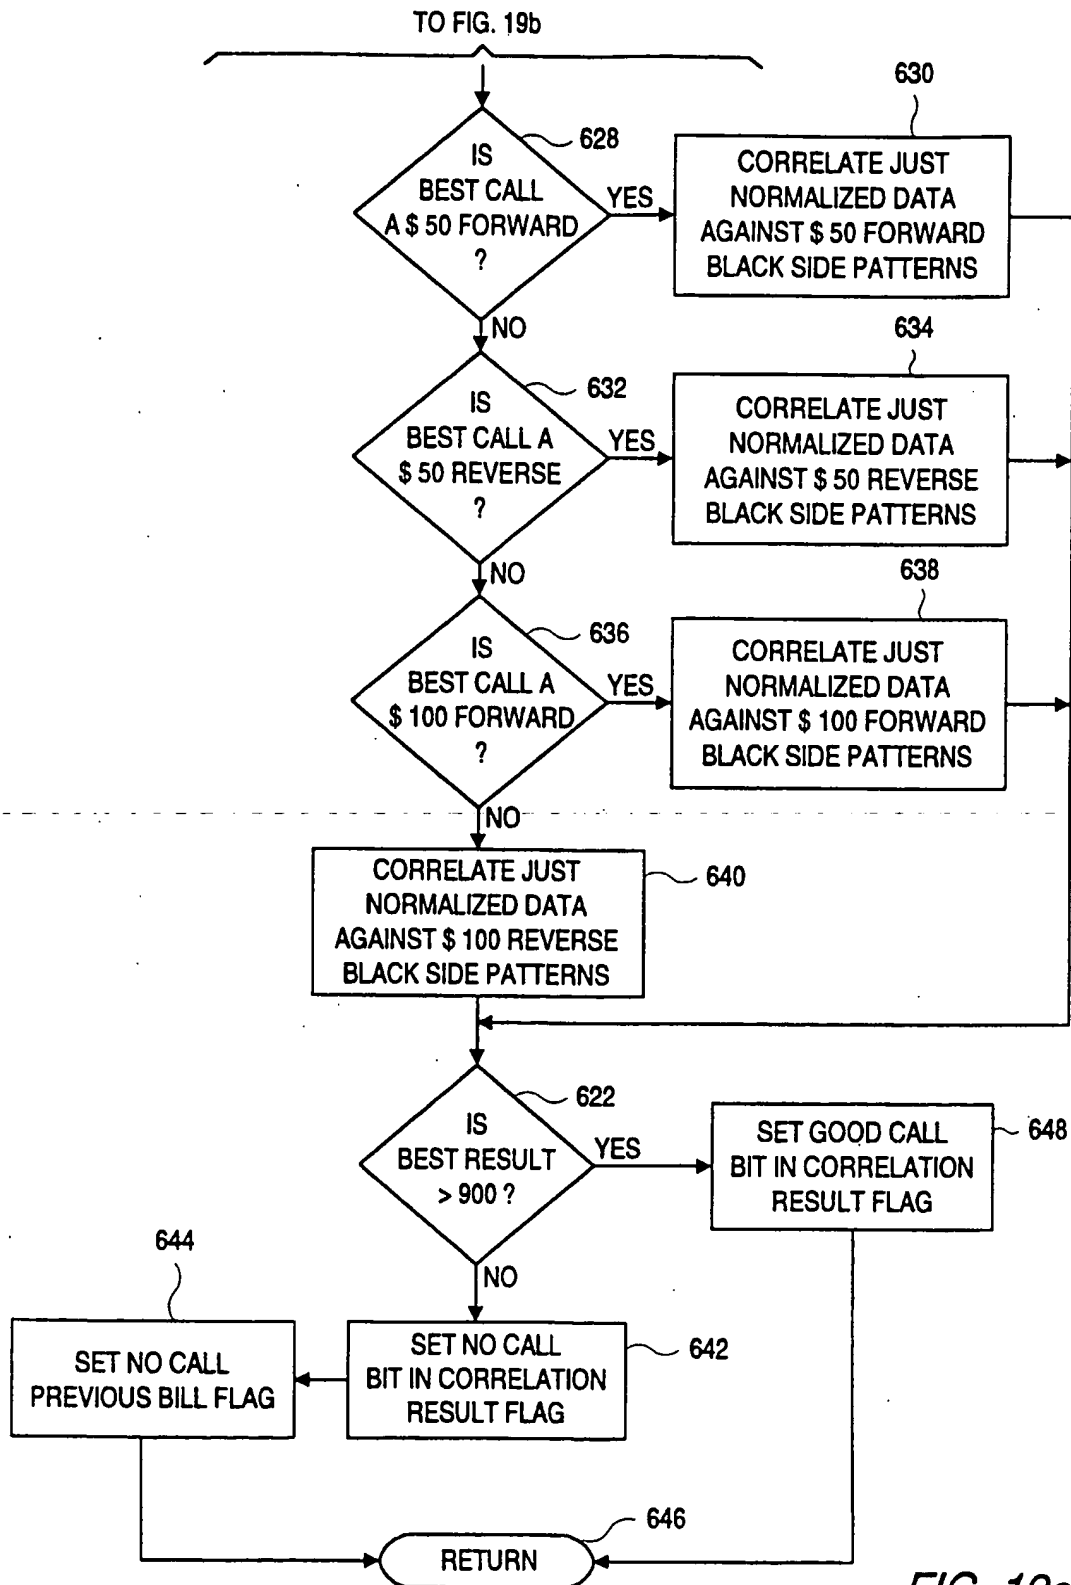 TO FIG. 19b
628
IS
BEST CALL
A $ 50 FORWARD
?
YES
630
CORRELATE JUST
NORMALIZED DATA
AGAINST $ 50 FORWARD
BLACK SIDE PATTERNS
NO
632
IS
BEST CALL A
$ 50 REVERSE
?
YES
634
CORRELATE JUST
NORMALIZED DATA
AGAINST $ 50 REVERSE
BLACK SIDE PATTERNS
NO
636
IS
BEST CALL A
$ 100 FORWARD
?
YES
638
CORRELATE JUST
NORMALIZED DATA
AGAINST $ 100 FORWARD
BLACK SIDE PATTERNS
NO
CORRELATE JUST
NORMALIZED DATA
AGAINST $ 100 REVERSE
BLACK SIDE PATTERNS
640
622
IS
BEST RESULT
> 900 ?
YES
SET GOOD CALL
BIT IN CORRELATION
RESULT FLAG
648
NO
644
SET NO CALL
PREVIOUS BILL FLAG
SET NO CALL
BIT IN CORRELATION
RESULT FLAG
642
646
RETURN